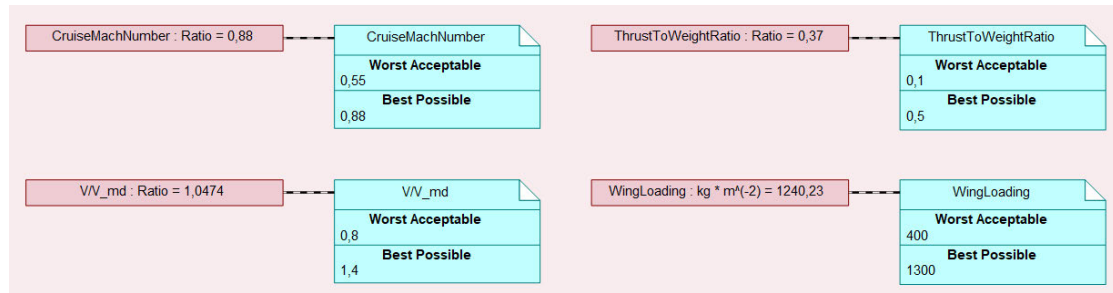 CruiseMachNumber : Ratio = 0,88
CruiseMachNumber
Worst Acceptable
0,55
Best Possible
0,88
ThrustToWeightRatio : Ratio = 0,37
ThrustToWeightRatio
Worst Acceptable
0,1
Best Possible
0,5
V/V_md : Ratio = 1,0474
V/V_md
Worst Acceptable
0,8
Best Possible
1,4
WingLoading : kg * m^(-2) = 1240,23
WingLoading
Worst Acceptable
400
Best Possible
1300